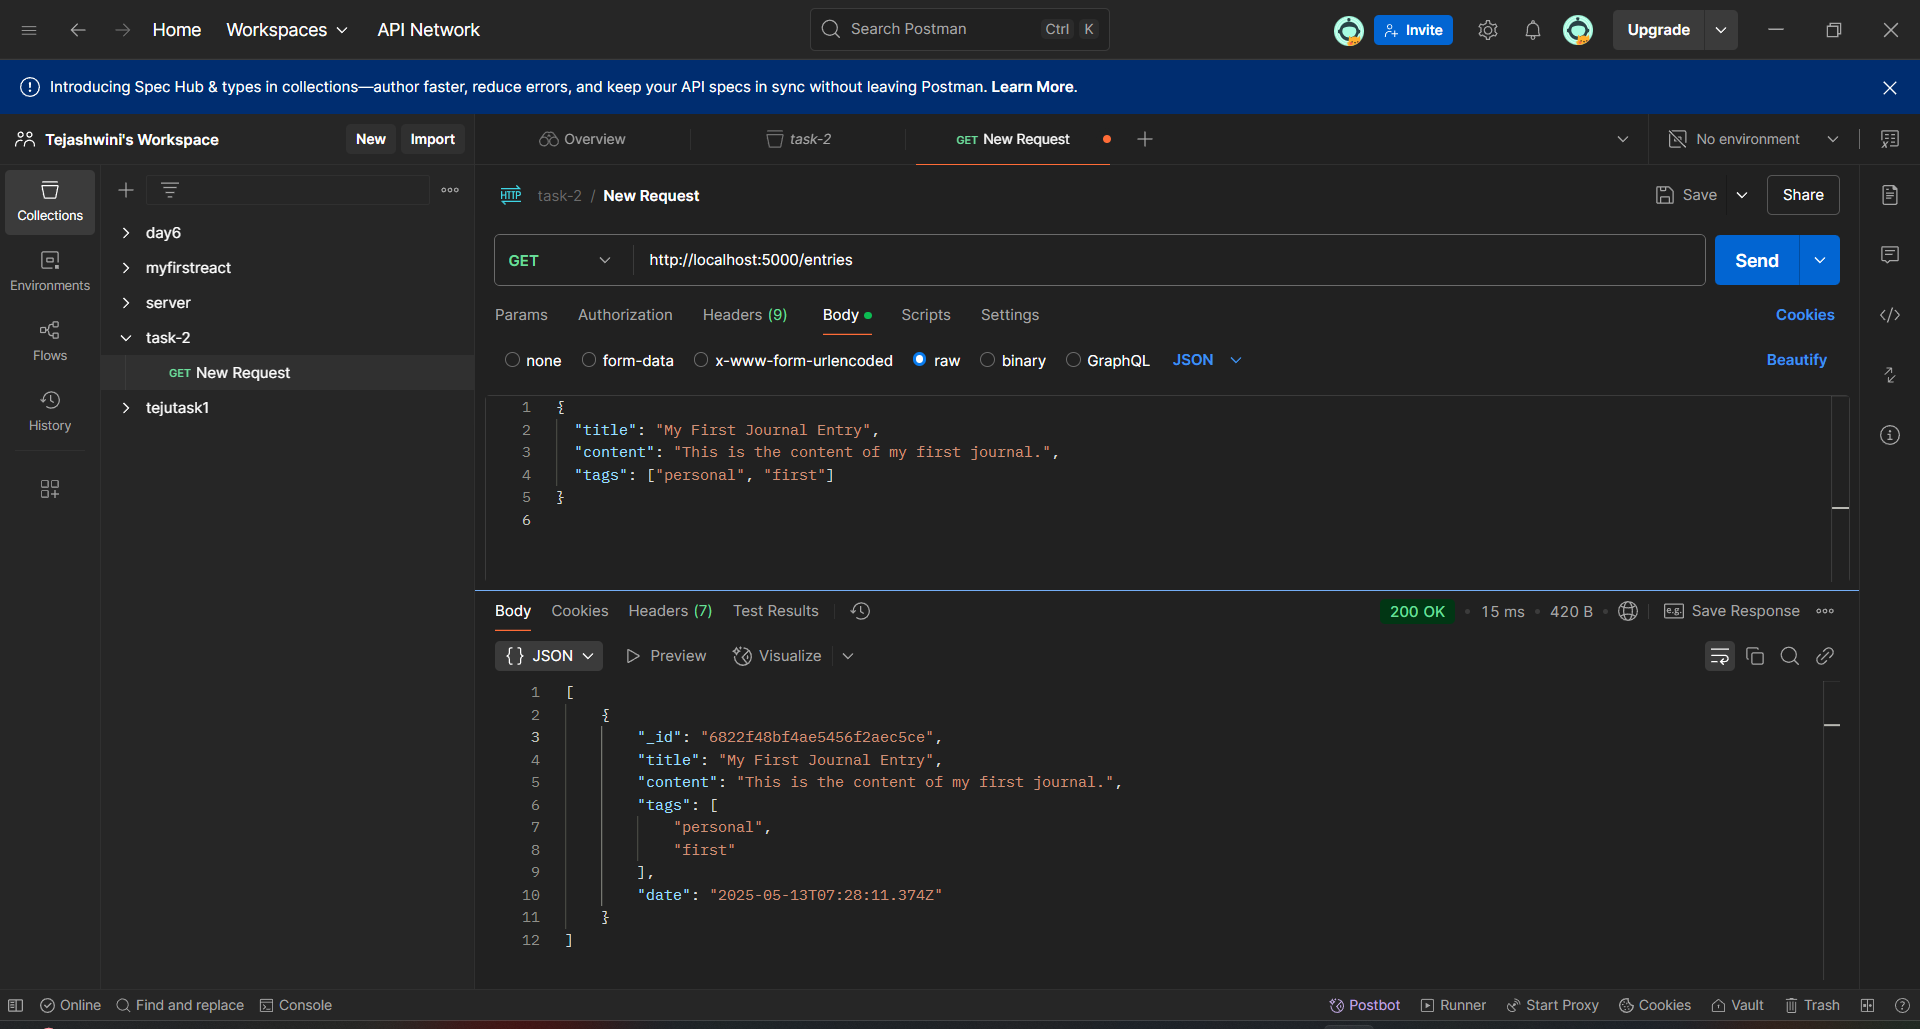 Home Workspaces API Network Search Postman Ctrl K Invite Upgrade
Introducing Spec Hub & types in collections—author faster, reduce errors, and keep your API specs in sync without leaving Postman. Learn More.
Tejashwini's Workspace New Import Overview task-2 GET New Request No environment
Collections
Environments
Flows
History
day6
myfirstreact
server
task-2
GET New Request
tejutask1
HTTP task-2 / New Request Save Share
GET http://localhost:5000/entries Send
Params Authorization Headers (9) Body Scripts Settings Cookies
none form-data x-www-form-urlencoded raw binary GraphQL JSON Beautify
1 {
2 "title": "My First Journal Entry",
3 "content": "This is the content of my first journal.",
4 "tags": ["personal", "first"]
5 }
6
Body Cookies Headers (7) Test Results 200 OK • 15 ms • 420 B • e.g. Save Response
{} JSON Preview Visualize
1 [
2 {
3 "_id": "6822f48bf4ae5456f2aec5ce",
4 "title": "My First Journal Entry",
5 "content": "This is the content of my first journal.",
6 "tags": [
7 "personal",
8 "first"
9 ],
10 "date": "2025-05-13T07:28:11.374Z"
11 }
12 ]
Online Find and replace Console Postbot Runner Start Proxy Cookies Vault Trash